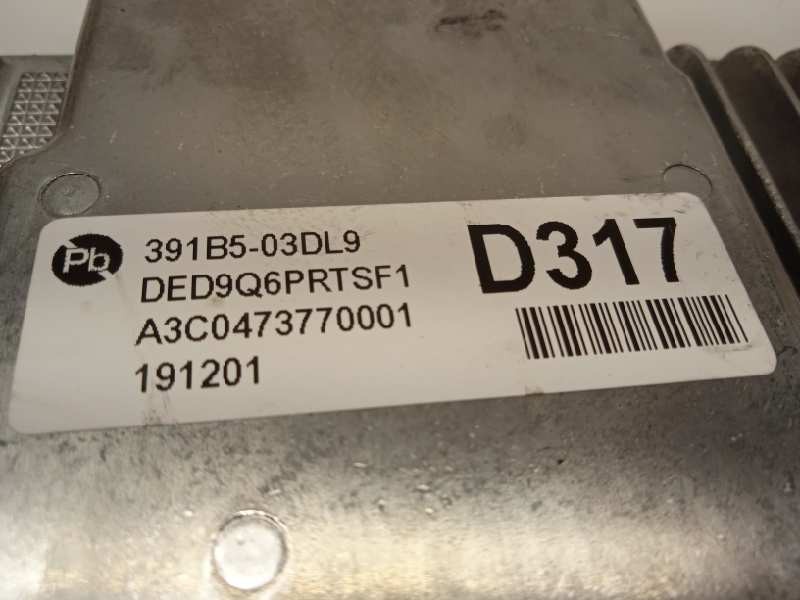 Pb
391B5-03DL9
D317
DED9Q6PRTSF1
A3C0473770001
191201